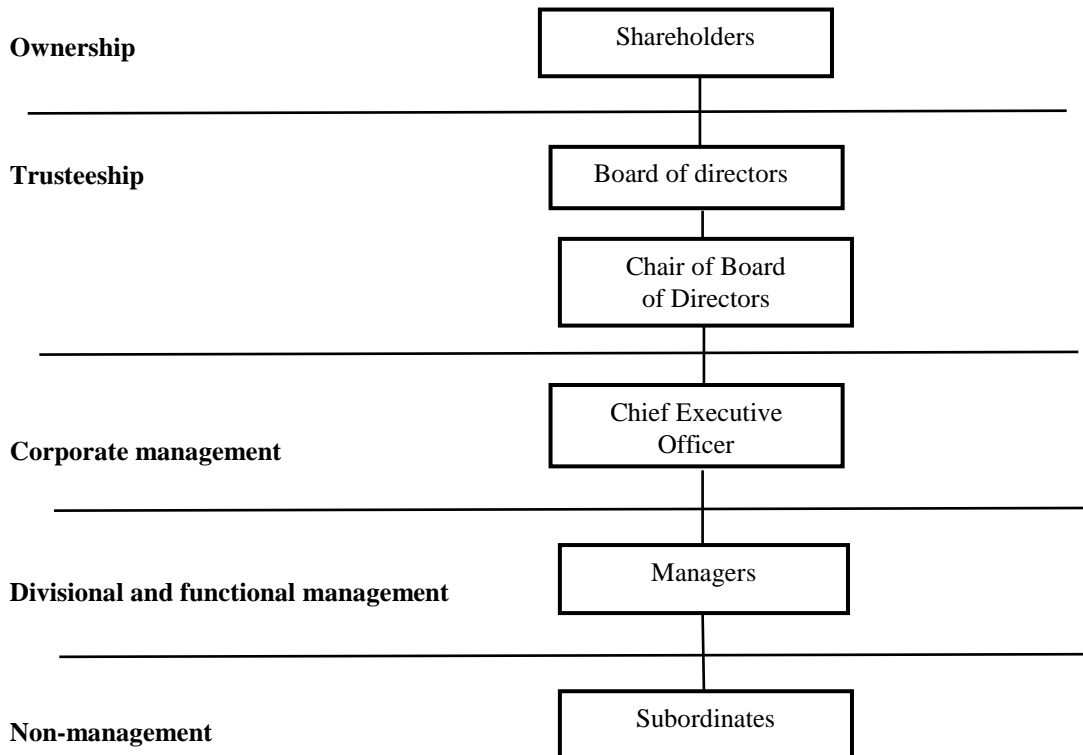 Ownership
Shareholders
Trusteeship
Board of directors
Chair of Board
of Directors
Chief Executive
Officer
Corporate management
Managers
Divisional and functional management
Subordinates
Non-management